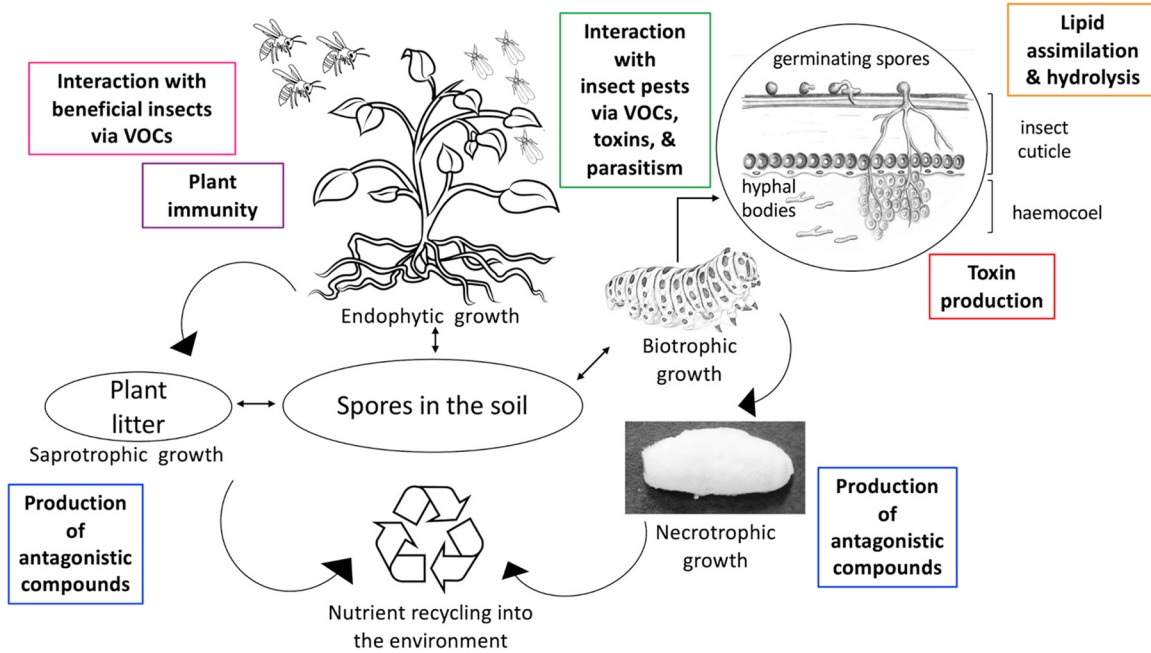 Interaction with
beneficial insects
via VOCs
Plant
immunity
Interaction
with
insect pests
via VOCs,
toxins, &
parasitism
Lipid
assimilation
& hydrolysis
germinating spores
insect
cuticle
hyphal
bodies
haemocoel
Toxin
production
Endophytic growth
Biotrophic
growth
Plant
litter
Spores in the soil
Saprotrophic growth
Production
of
antagonistic
compounds
Necrotrophic
growth
Production
of
antagonistic
compounds
Nutrient recycling into
the environment